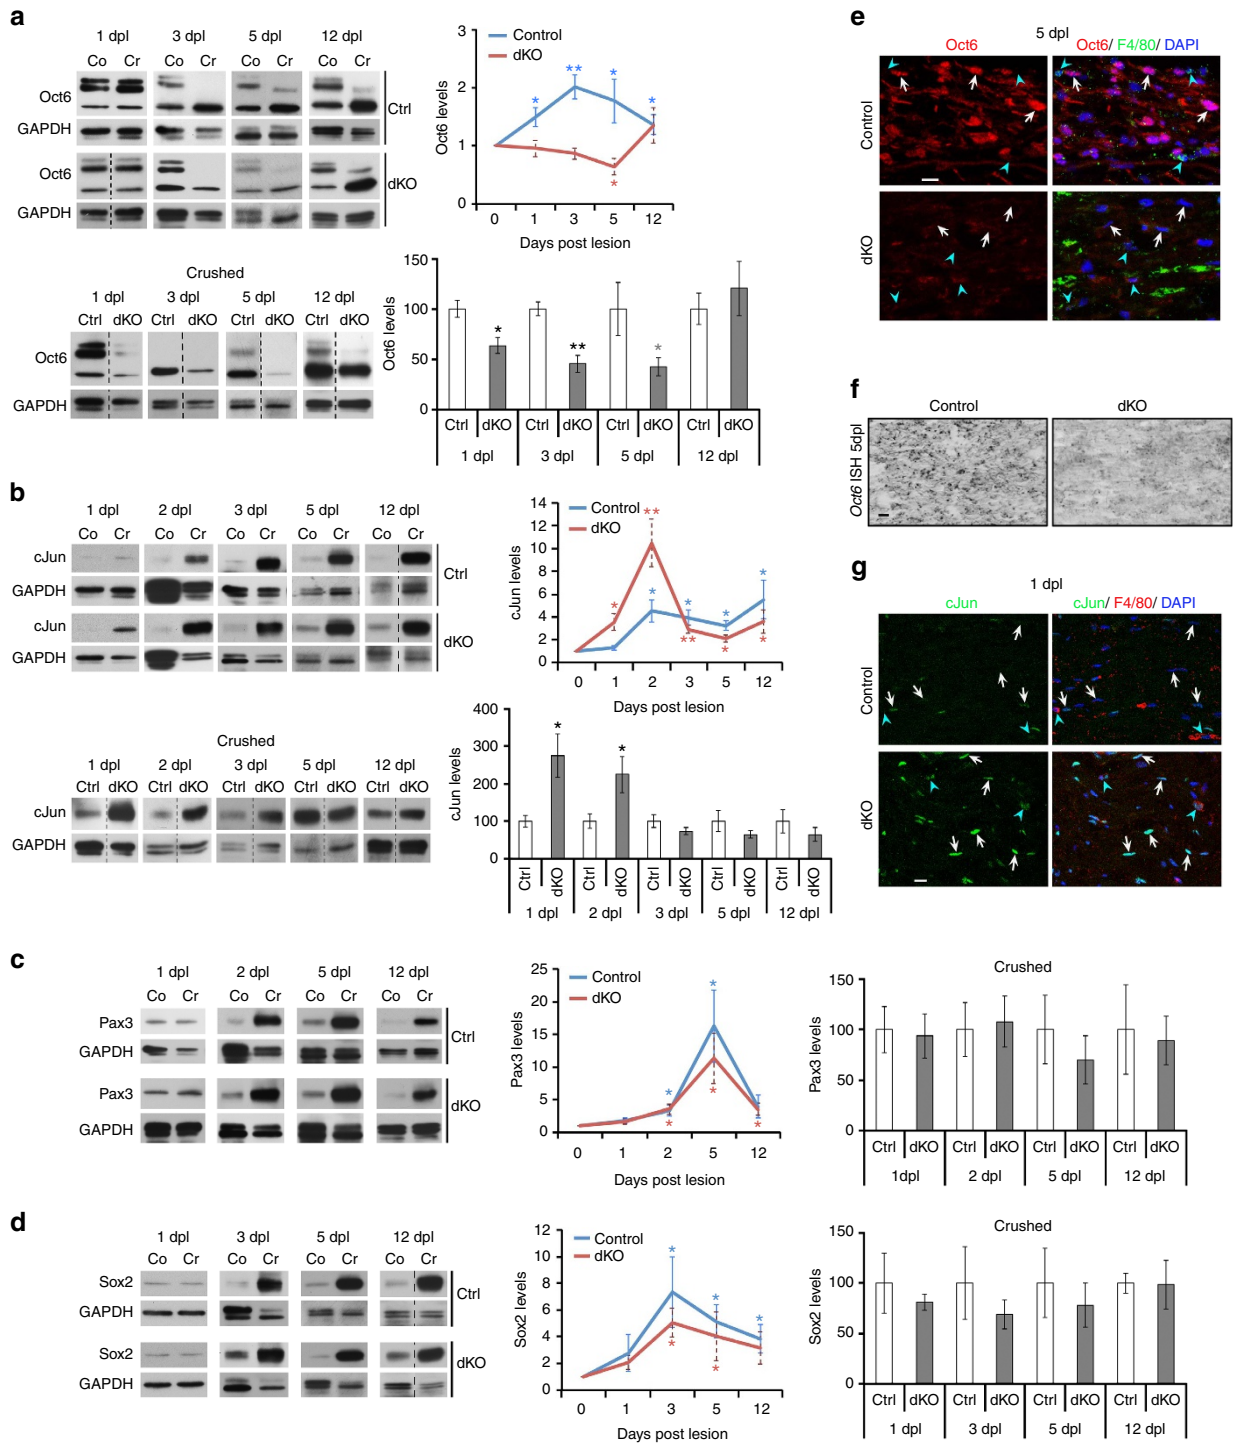 a
1 dpl 3 dpl 5 dpl 12 dpl
Co Cr Co Cr Co Cr Co Cr
Oct6
GAPDH
Ctrl
Oct6
GAPDH
dKO
Crushed
1 dpl 3 dpl 5 dpl 12 dpl
Ctrl dKO Ctrl dKO Ctrl dKO Ctrl dKO
Oct6
GAPDH
3
2
1
0
Oct6 levels
Control
dKO
* ** * * *
0 1 3 5 12
Days post lesion
150
100
50
0
Oct6 levels
* ** *
Ctrl dKO Ctrl dKO Ctrl dKO Ctrl dKO
1 dpl 3 dpl 5 dpl 12 dpl
b
1 dpl 2 dpl 3 dpl 5 dpl 12 dpl
Co Cr Co Cr Co Cr Co Cr Co Cr
cJun
GAPDH
Ctrl
cJun
GAPDH
dKO
Crushed
1 dpl 2 dpl 3 dpl 5 dpl 12 dpl
Ctrl dKO Ctrl dKO Ctrl dKO Ctrl dKO Ctrl dKO
cJun
GAPDH
14
12
10
8
6
4
2
0
cJun levels
Control
dKO
* ** * * ** * * * *
0 1 2 3 5 12
Days post lesion
400
300
200
100
0
cJun levels
* *
Ctrl dKO Ctrl dKO Ctrl dKO Ctrl dKO Ctrl dKO
1 dpl 2 dpl 3 dpl 5 dpl 12 dpl
c
1 dpl 2 dpl 5 dpl 12 dpl
Co Cr Co Cr Co Cr Co Cr
Pax3
GAPDH
Ctrl
Pax3
GAPDH
dKO
25
20
15
10
5
0
Pax3 levels
Control
dKO
* * * * *
0 1 2 5 12
Days post lesion
Crushed
150
100
50
0
Pax3 levels
Ctrl dKO Ctrl dKO Ctrl dKO Ctrl dKO
1dpl 2 dpl 5 dpl 12 dpl
d
1 dpl 3 dpl 5 dpl 12 dpl
Co Cr Co Cr Co Cr Co Cr
Sox2
GAPDH
Ctrl
Sox2
GAPDH
dKO
12
10
8
6
4
2
0
Sox2 levels
Control
dKO
* * * * *
0 1 3 5 12
Days post lesion
Crushed
150
100
50
0
Sox2 levels
Ctrl dKO Ctrl dKO Ctrl dKO Ctrl dKO
1 dpl 3 dpl 5 dpl 12 dpl
e
5 dpl
Oct6 Oct6/ F4/80/ DAPI
Control
dKO
f
Control dKO
Oct6 ISH 5dpl
g
1 dpl
cJun cJun/ F4/80/ DAPI
Control
dKO